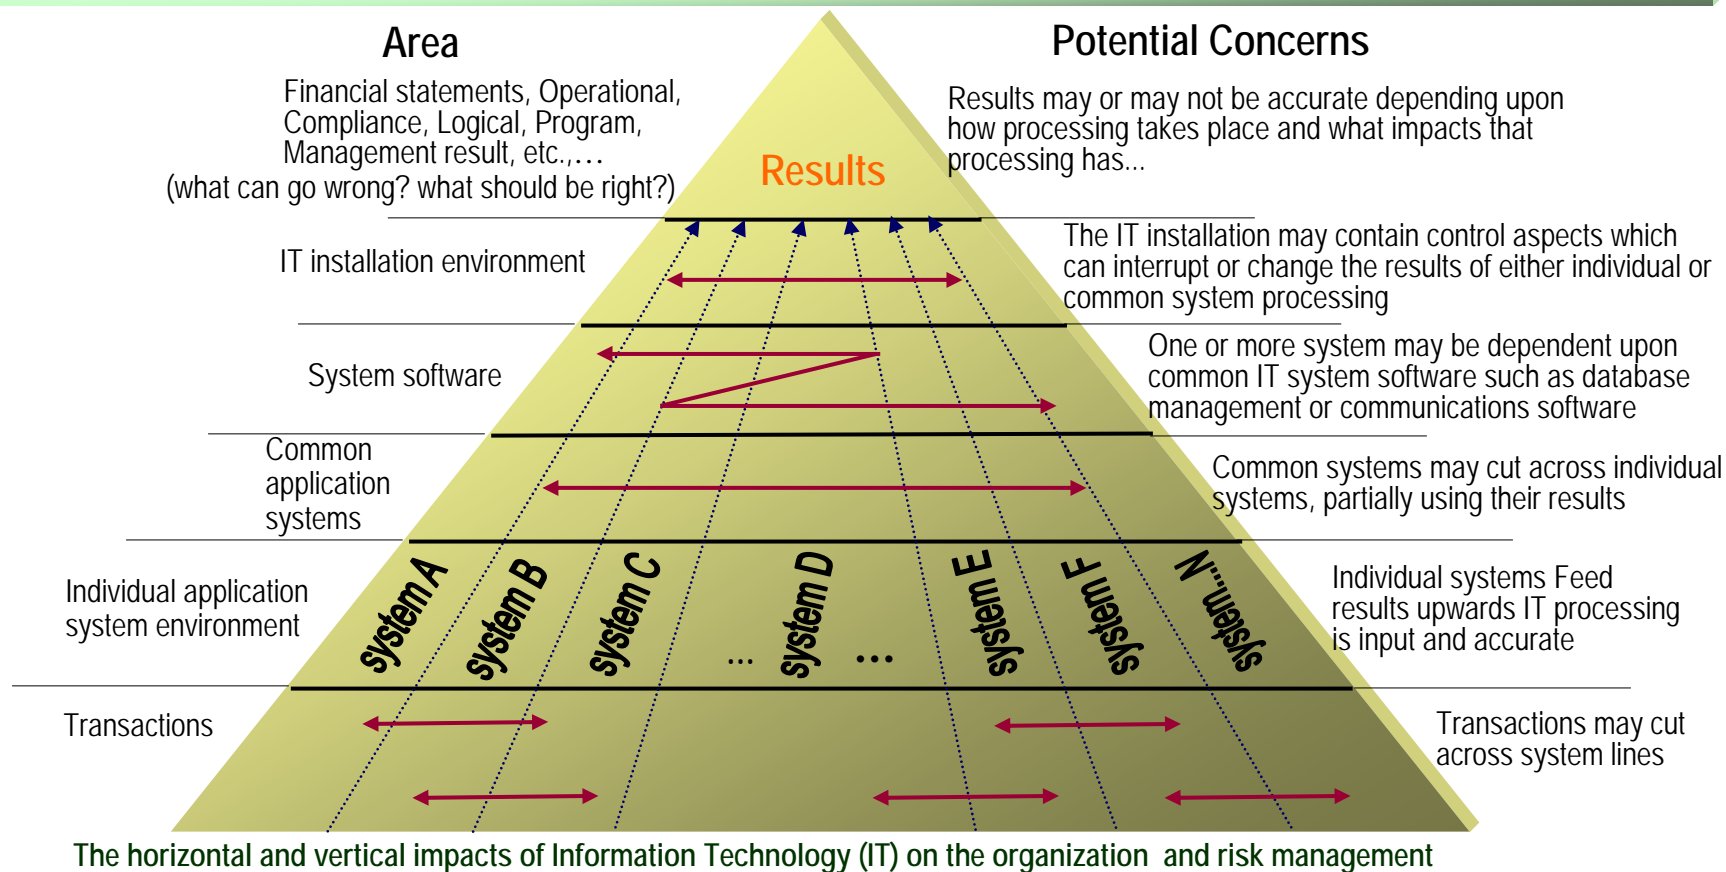 Area
Potential Concerns
Financial statements, Operational,
Compliance, Logical, Program,
Management result, etc.,…
(what can go wrong? what should be right?)
Results may or may not be accurate depending upon
how processing takes place and what impacts that
processing has...
Results
IT installation environment
The IT installation may contain control aspects which
can interrupt or change the results of either individual or
common system processing
System software
One or more system may be dependent upon
common IT system software such as database
management or communications software
Common
application
systems
Common systems may cut across individual
systems, partially using their results
Individual application
system environment
system A
system B
system C
...
system D
...
system E
system F
system....N
Individual systems Feed
results upwards IT processing
is input and accurate
Transactions
Transactions may cut
across system lines
The horizontal and vertical impacts of Information Technology (IT) on the organization and risk management